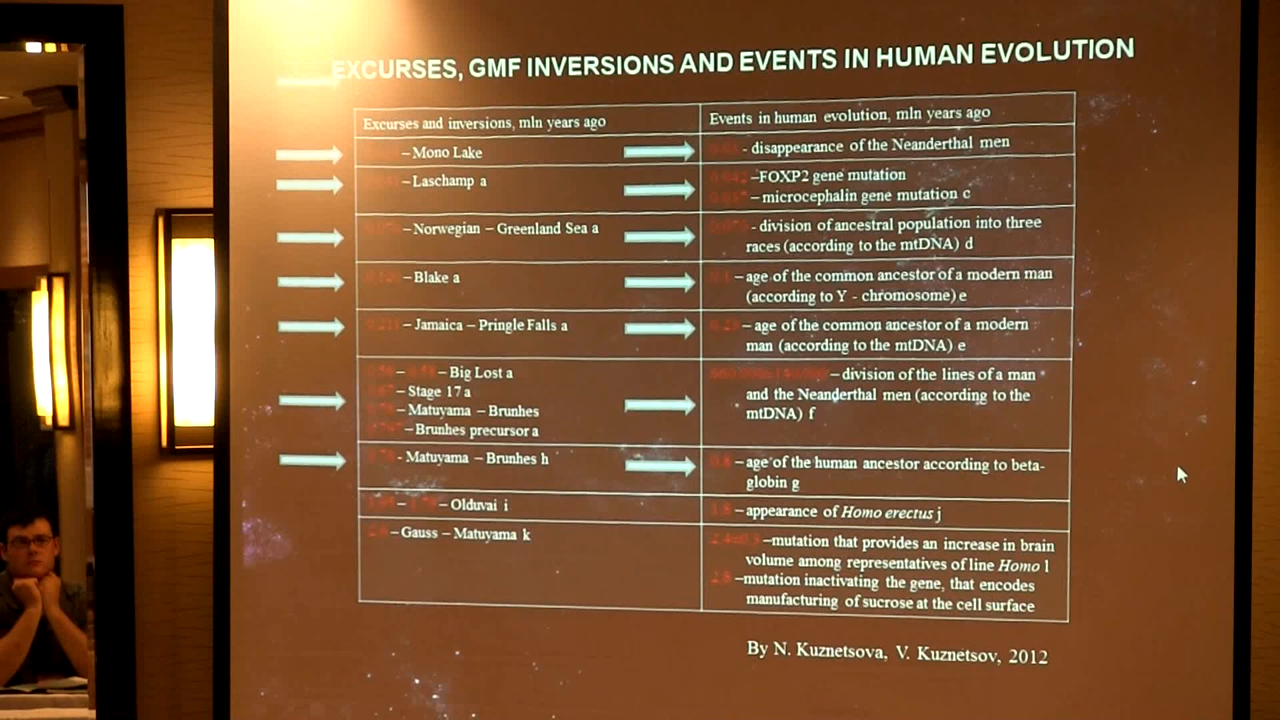 EXCURSES, GMF INVERSIONS AND EVENTS IN HUMAN EVOLUTION
Excurses and inversions, mln years ago
Events in human evolution, mln years ago
– Mono Lake
- disappearance of the Neanderthal men
– Laschamp a
–FOXP2 gene mutation
– microcephalin gene mutation c
– Norwegian – Greenland Sea a
- division of ancestral population into three
races (according to the mtDNA) d
– Blake a
– age of the common ancestor of a modern man
(according to Y - chromosome) e
– Jamaica – Pringle Falls a
– age of the common ancestor of a modern
man (according to the mtDNA) e
– Big Lost a
– Stage 17 a
– Matuyama – Brunhes
– Brunhes precursor a
– division of the lines of a man
and the Neanderthal men (according to the
mtDNA) f
- Matuyama – Brunhes h
– age of the human ancestor according to beta-
globin g
– Olduvai i
– appearance of Homo erectus j
– Gauss – Matuyama k
–mutation that provides an increase in brain
volume among representatives of line Homo l
–mutation inactivating the gene, that encodes
manufacturing of sucrose at the cell surface
By N. Kuznetsova, V. Kuznetsov, 2012